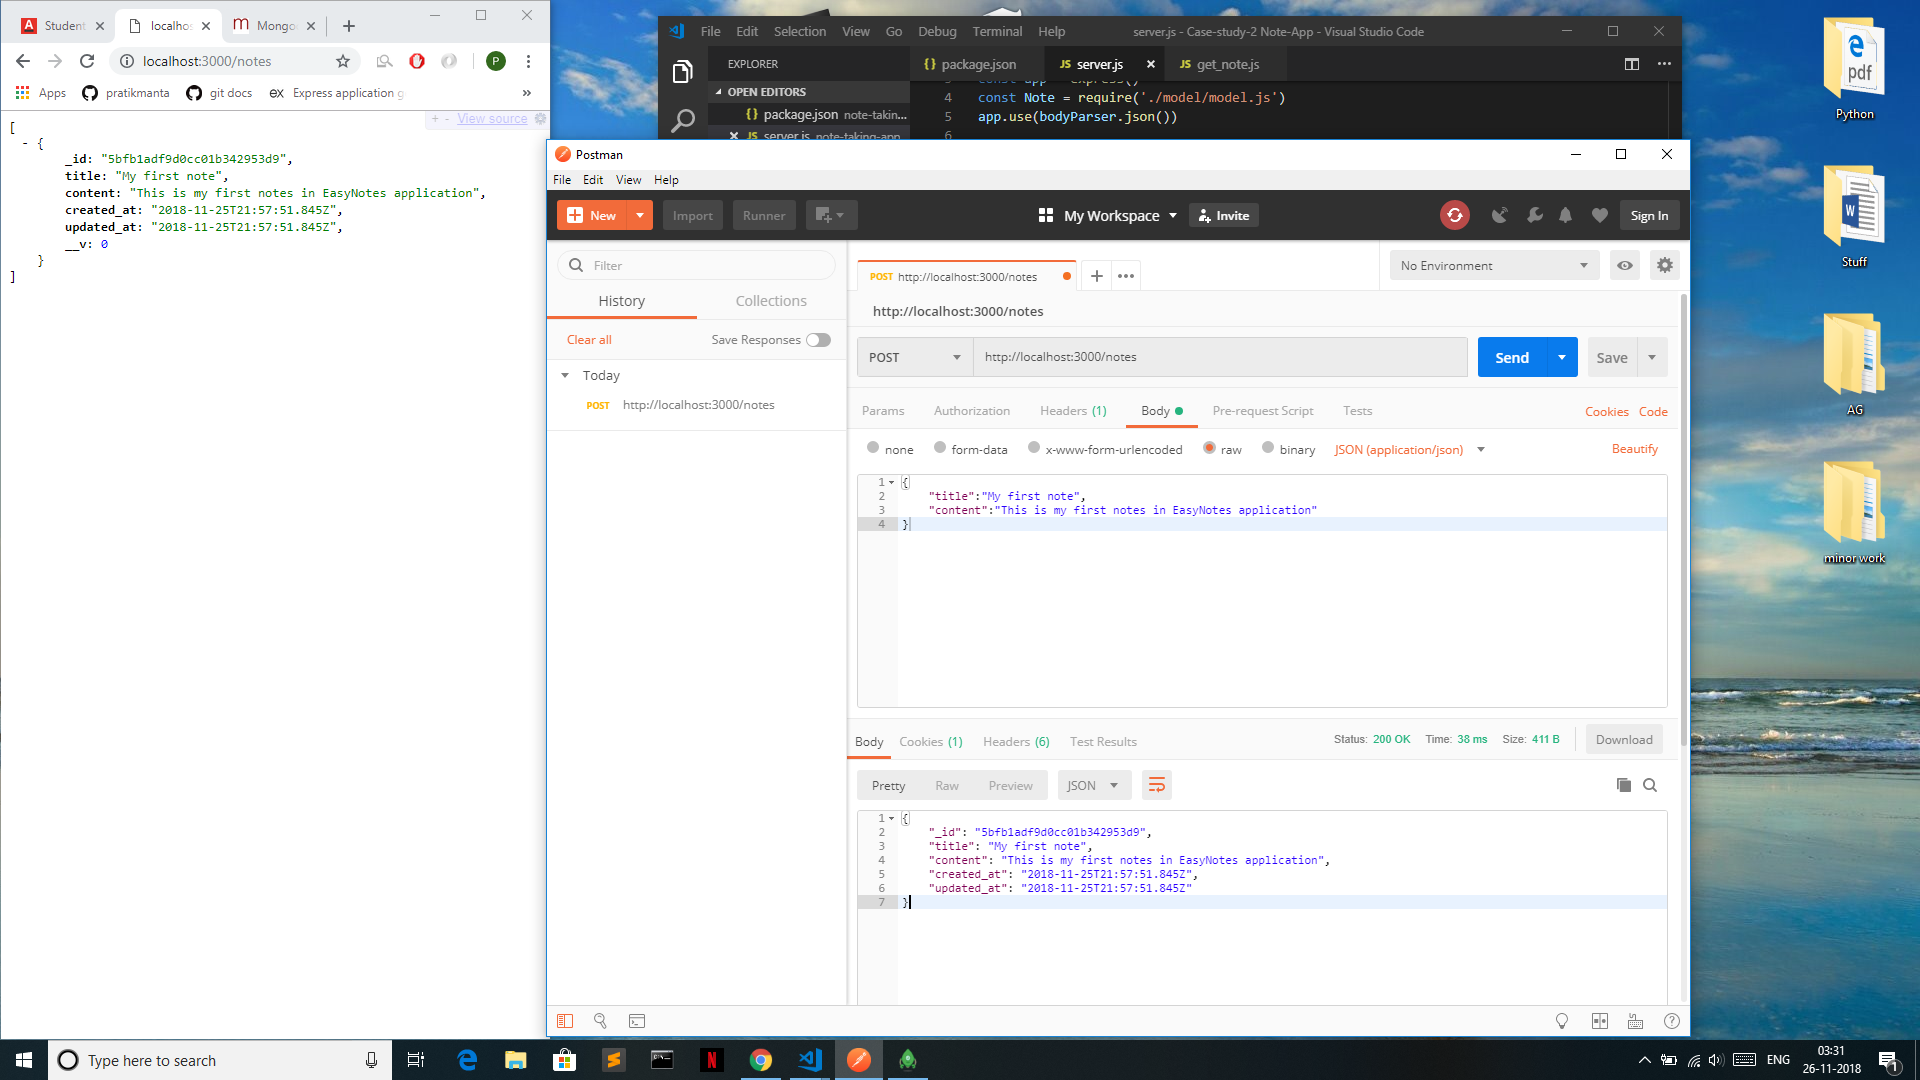 Student
localhos
Mongo
localhost:3000/notes
P
Apps
pratikmanta
git docs
ex
Express application g
+ - View source
[
- {
_id: "5bfb1adf9d0cc01b342953d9",
title: "My first note",
content: "This is my first notes in EasyNotes application",
created_at: "2018-11-25T21:57:51.845Z",
updated_at: "2018-11-25T21:57:51.845Z",
__v: 0
}
]
File Edit Selection View Go Debug Terminal Help
server.js - Case-study-2 Note-App - Visual Studio Code
EXPLORER
{} package.json
JS server.js
JS get_note.js
OPEN EDITORS
{} package.json note-takin...
JS server.js note-taking-app
const app = express()
4 const Note = require('./model/model.js')
5 app.use(bodyParser.json())
6
Postman
File Edit View Help
New
Import
Runner
My Workspace
Invite
Sign In
Filter
History
Collections
Clear all
Save Responses
Today
POST http://localhost:3000/notes
POST http://localhost:3000/notes
No Environment
http://localhost:3000/notes
POST
http://localhost:3000/notes
Send
Save
Params
Authorization
Headers (1)
Body
Pre-request Script
Tests
Cookies Code
none
form-data
x-www-form-urlencoded
raw
binary
JSON (application/json)
Beautify
1 {
2 "title":"My first note",
3 "content":"This is my first notes in EasyNotes application"
4 }
Body
Cookies (1)
Headers (6)
Test Results
Status: 200 OK
Time: 38 ms
Size: 411 B
Download
Pretty
Raw
Preview
JSON
1 {
2 "_id": "5bfb1adf9d0cc01b342953d9",
3 "title": "My first note",
4 "content": "This is my first notes in EasyNotes application",
5 "created_at": "2018-11-25T21:57:51.845Z",
6 "updated_at": "2018-11-25T21:57:51.845Z"
7 }
pdf
Python
Stuff
AG
minor work
Type here to search
ENG
03:31
26-11-2018
1